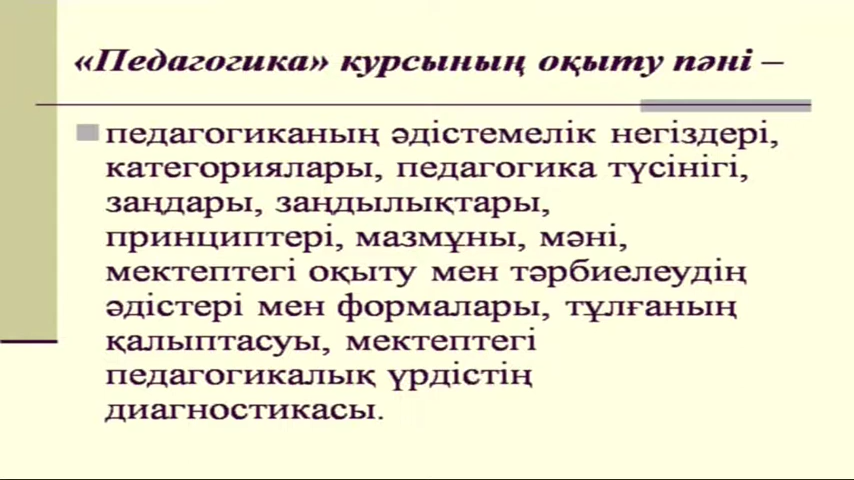 «Педагогика» курсының оқыту пәні –
педагогиканың әдістемелік негіздері,
категориялары, педагогика түсінігі,
заңдары, заңдылықтары,
принциптері, мазмұны, мәні,
мектептегі оқыту мен тәрбиелеудің
әдістері мен формалары, тұлғаның
қалыптасуы, мектептегі
педагогикалық үрдістің
диагностикасы.